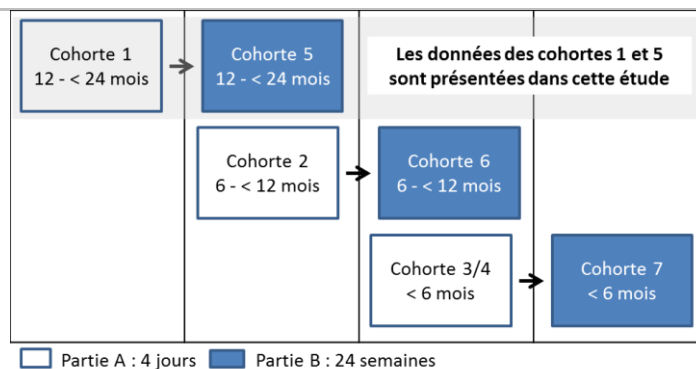 Cohorte 1
12 - < 24 mois
Cohorte 5
12 - < 24 mois
Les données des cohortes 1 et 5
sont présentées dans cette étude
Cohorte 2
6 - < 12 mois
Cohorte 6
6 - < 12 mois
Cohorte 3/4
< 6 mois
Cohorte 7
< 6 mois
Partie A : 4 jours
Partie B : 24 semaines